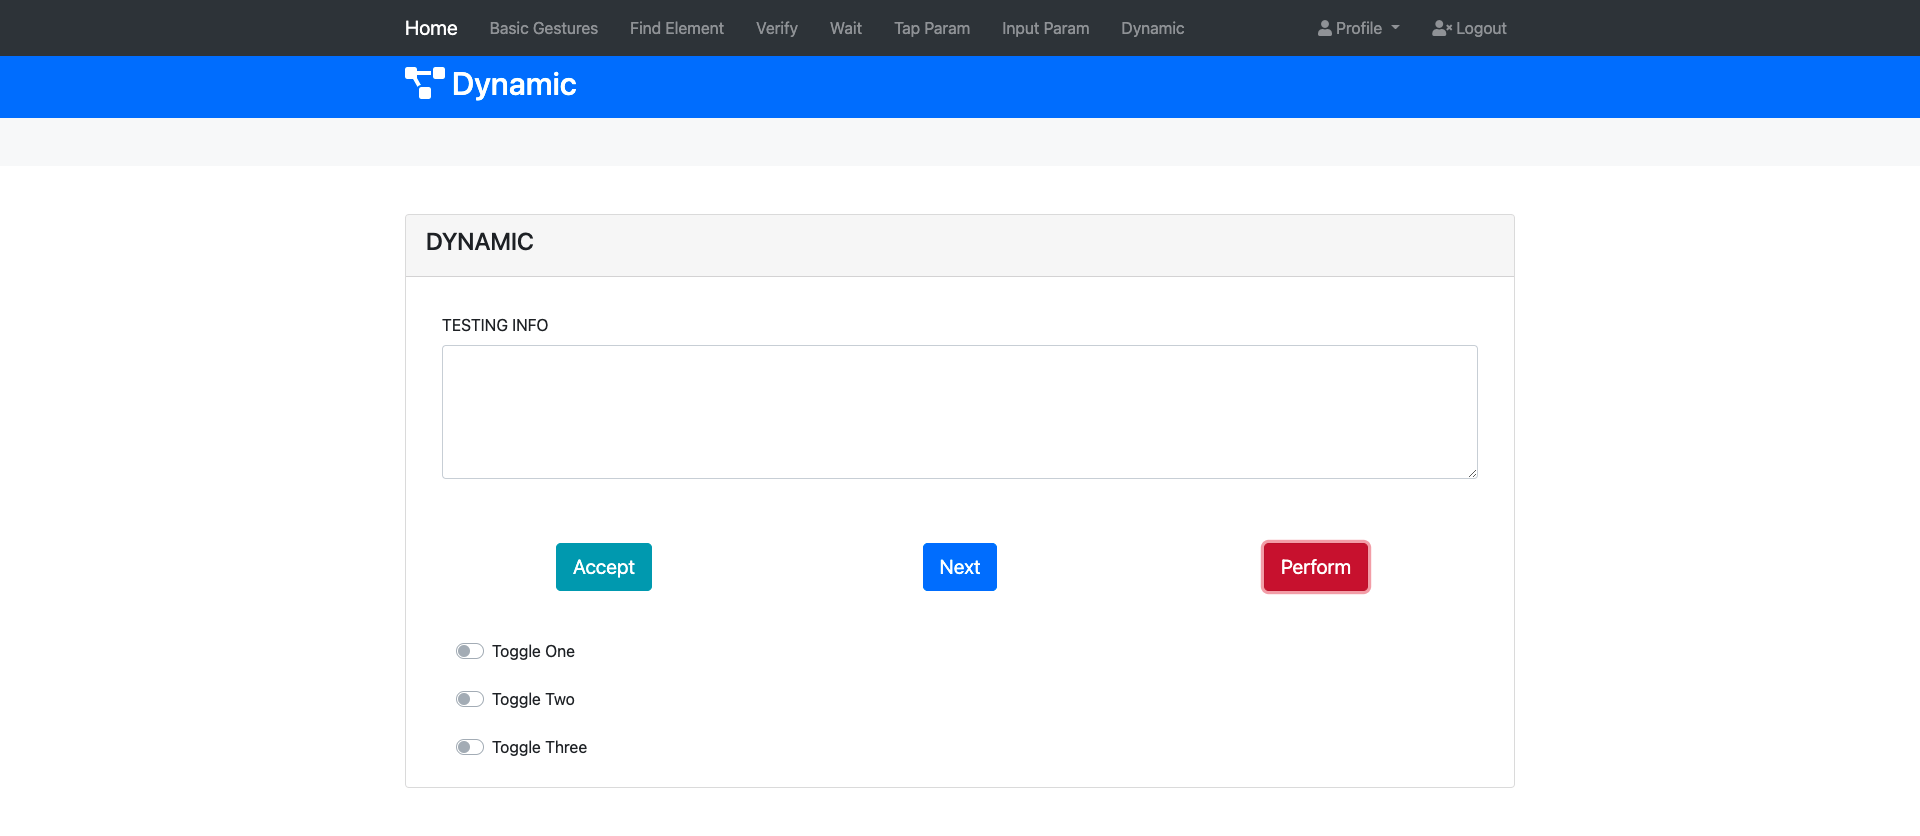 Home Basic Gestures Find Element Verify Wait Tap Param Input Param Dynamic Profile Logout
Dynamic
DYNAMIC
TESTING INFO
Accept Next Perform
Toggle One
Toggle Two
Toggle Three